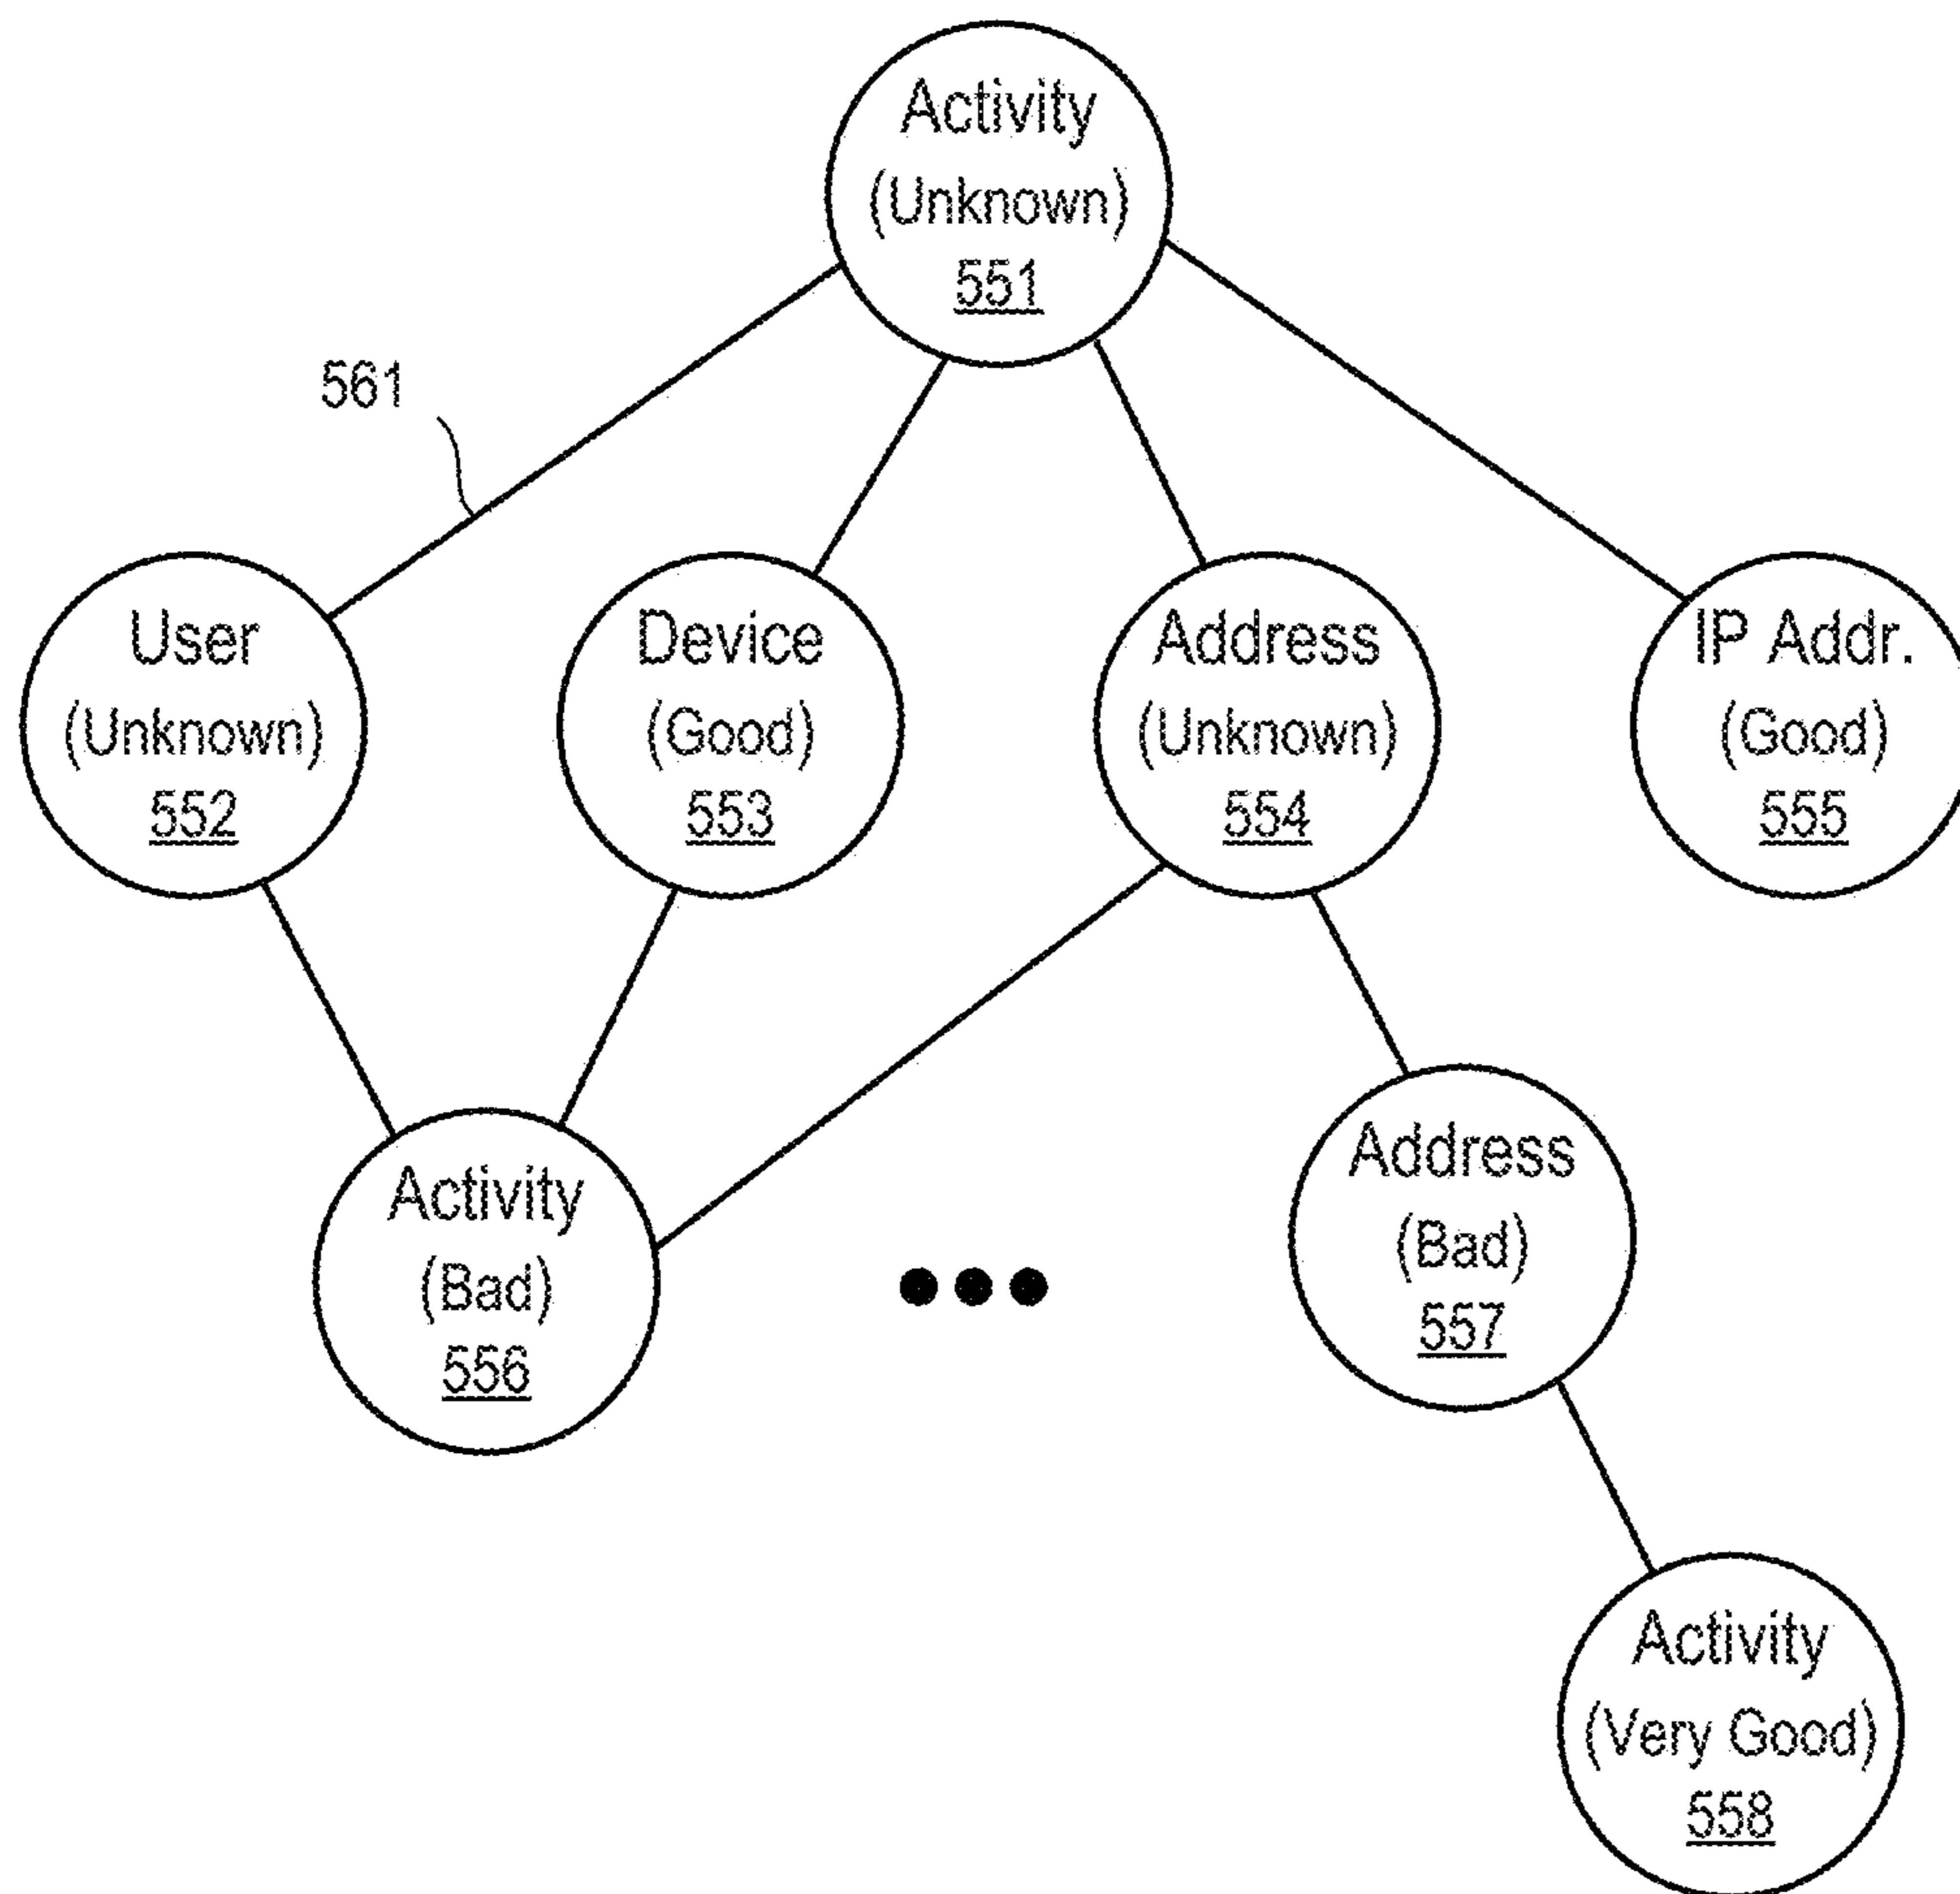 Activity
(Unknown)
551
561
User
(Unknown)
552
Device
(Good)
553
Address
(Unknown)
554
IP Addr.
(Good)
555
Activity
(Bad)
556
Address
(Bad)
557
Activity
(Very Good)
558